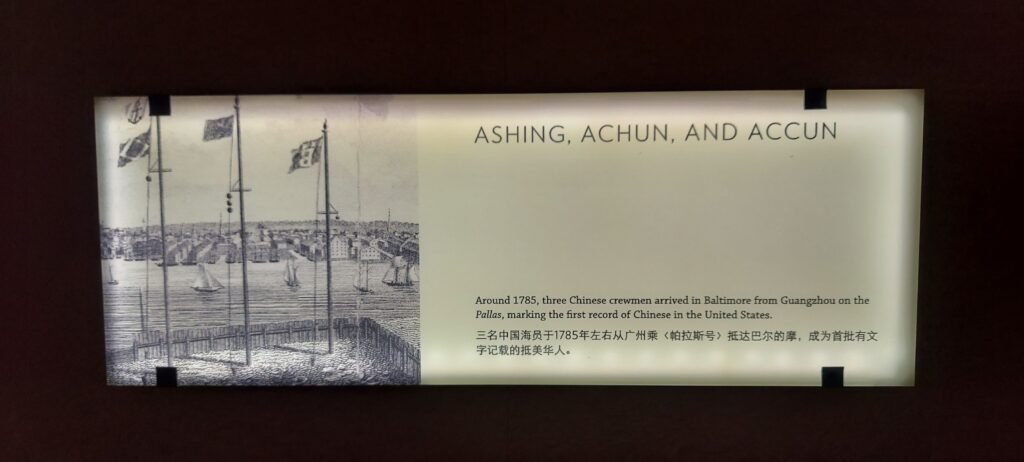 ASHING, ACHUN, AND ACCUN
Around 1785, three Chinese crewmen arrived in Baltimore from Guangzhou on the
Pallas, marking the first record of Chinese in the United States.
三名中国海员于1785年左右从广州乘〈帕拉斯号〉抵达巴尔的摩，成为首批有文
字记载的抵美华人。